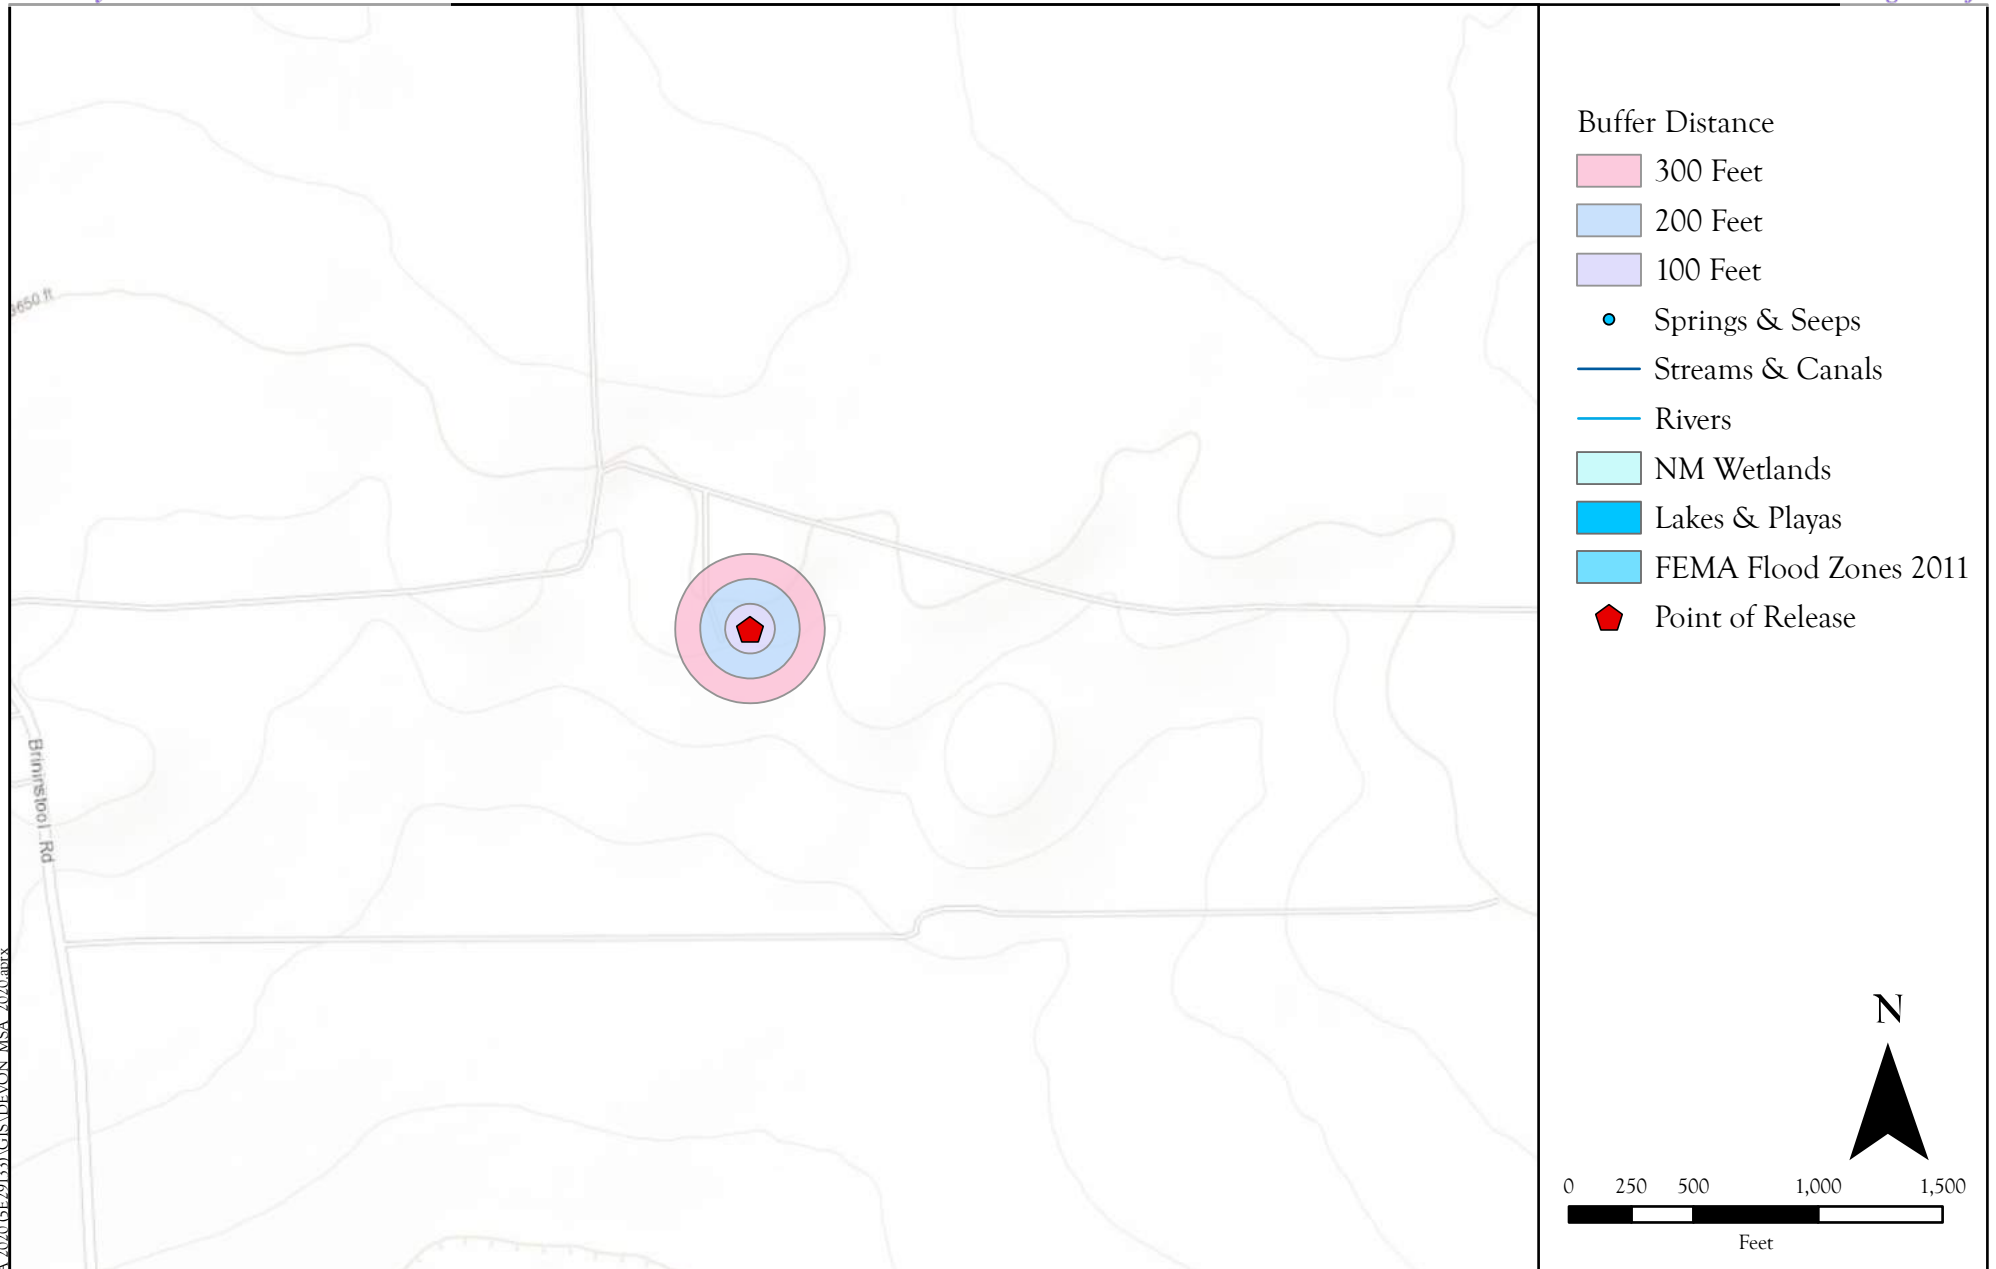 3650 ft
Brininstool Rd
Buffer Distance
300 Feet
200 Feet
100 Feet
Springs & Seeps
Streams & Canals
Rivers
NM Wetlands
Lakes & Playas
FEMA Flood Zones 2011
Point of Release
N
0 250 500 1,000 1,500
Feet